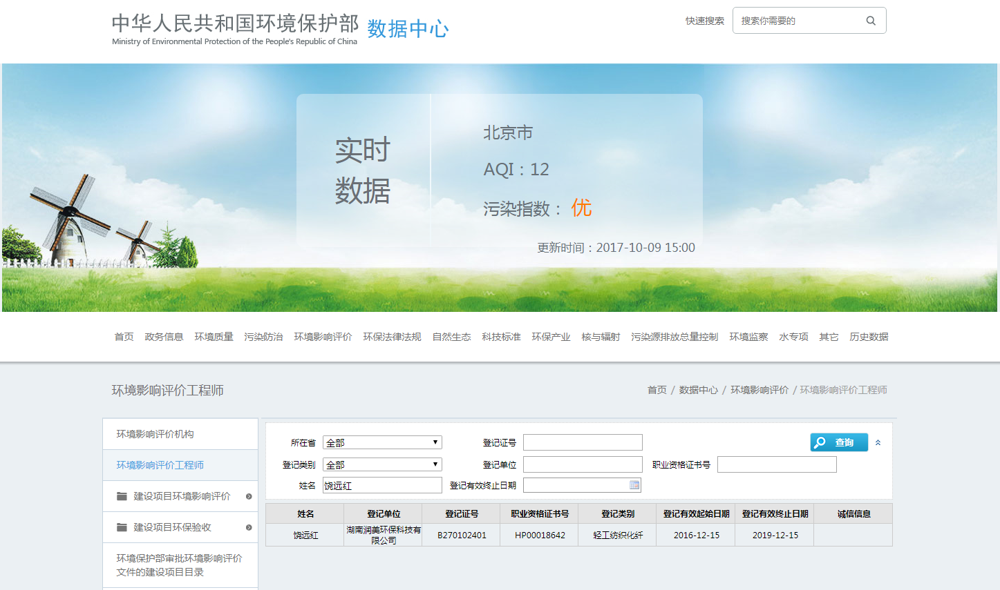 中华人民共和国环境保护部 数据中心
Ministry of Environmental Protection of the People's Republic of China
快速搜索 搜索你需要的
实时
数据
北京市
AQI：12
污染指数： 优
更新时间：2017-10-09 15:00
首页 政务信息 环境质量 污染防治 环境影响评价 环保法律法规 自然生态 科技标准 环保产业 核与辐射 污染源排放总量控制 环境监察 水专项 其它 历史数据
环境影响评价工程师
首页 / 数据中心 / 环境影响评价 / 环境影响评价工程师
环境影响评价机构
环境影响评价工程师
建设项目环境影响评价
建设项目环保验收
环境保护部审批环境影响评价
文件的建设项目目录
所在省 全部 登记证号 查询
登记类别 全部 登记单位 职业资格证书号
姓名 饶远红 登记有效终止日期
姓名 登记单位 登记证号 职业资格证书号 登记类别 登记有效起始日期 登记有效终止日期 诚信信息
饶远红 湖南润美环保科技有 B270102401 HP00018642 轻工纺织化纤 2016-12-15 2019-12-15
限公司